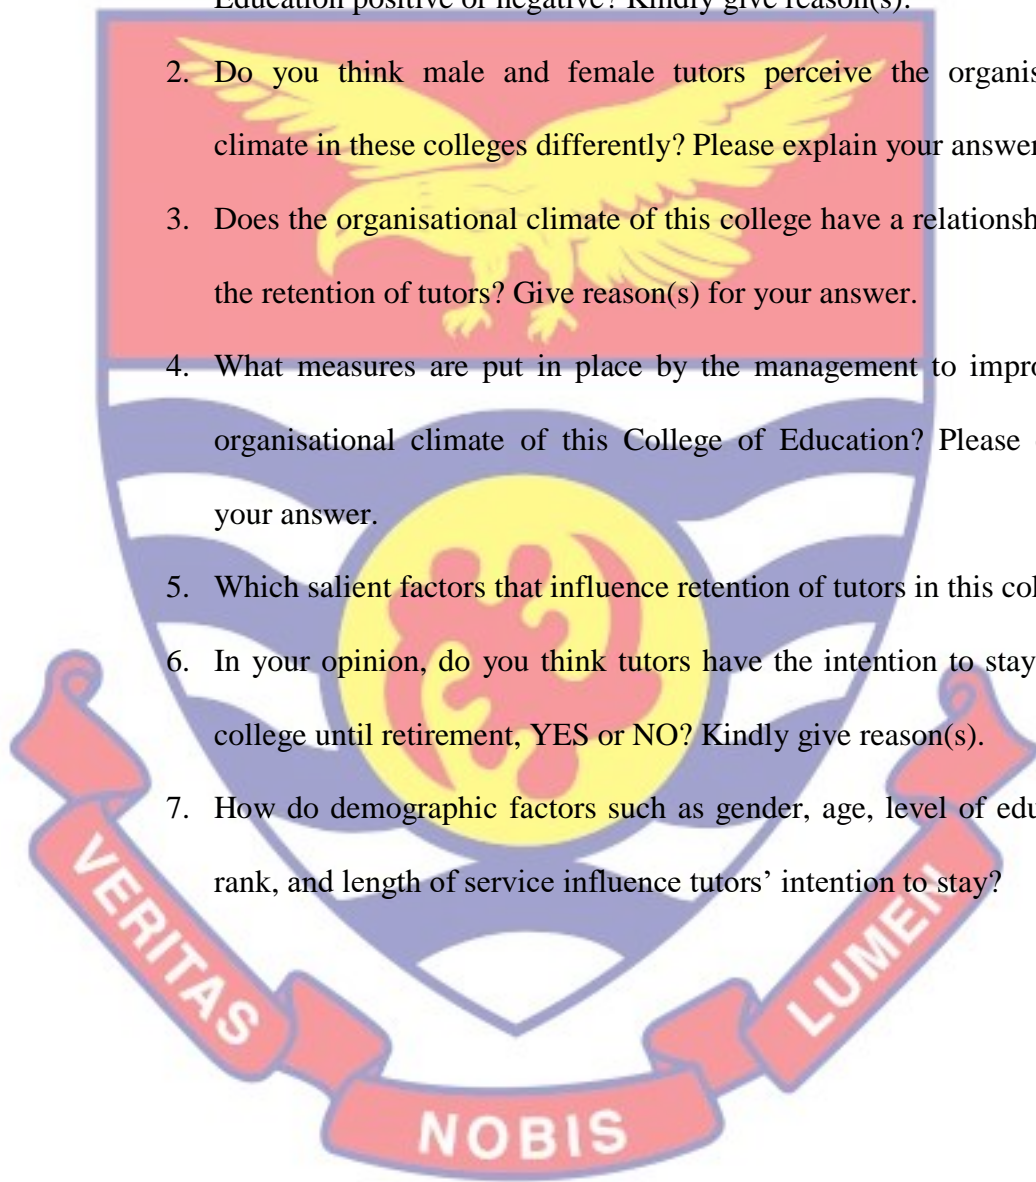 Education positive or negative? Kindly give reason(s).
2. Do you think male and female tutors perceive the organis
climate in these colleges differently? Please explain your answer
3. Does the organisational climate of this college have a relationsh
the retention of tutors? Give reason(s) for your answer.
4. What measures are put in place by the management to impro
organisational climate of this College of Education? Please
your answer.
5. Which salient factors that influence retention of tutors in this col
6. In your opinion, do you think tutors have the intention to stay
college until retirement, YES or NO? Kindly give reason(s).
7. How do demographic factors such as gender, age, level of edu
rank, and length of service influence tutors’ intention to stay?
VERITAS
NOBIS
LUMEN